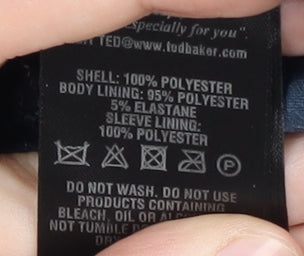 specially for you".
TED@www.tedbaker.com
SHELL: 100% POLYESTER
BODY LINING: 95% POLYESTER
5% ELASTANE
SLEEVE LINING:
100% POLYESTER
P
DO NOT WASH. DO NOT USE
PRODUCTS CONTAINING
BLEACH, OIL OR
NOT TUMBLE